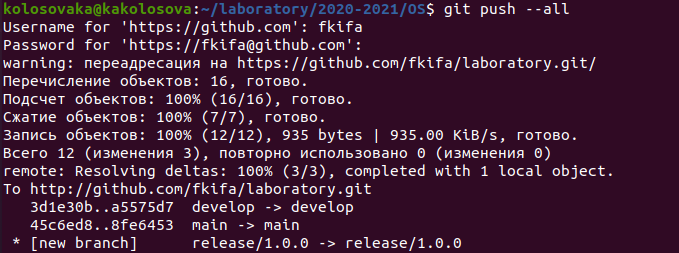 kolosovaka@kakolosova:~/laboratory/2020-2021/OS$ git push --all
Username for 'https://github.com': fkifa
Password for 'https://fkifa@github.com':
warning: переадресация на https://github.com/fkifa/laboratory.git/
Перечисление объектов: 16, готово.
Подсчет объектов: 100% (16/16), готово.
Сжатие объектов: 100% (7/7), готово.
Запись объектов: 100% (12/12), 935 bytes | 935.00 KiB/s, готово.
Всего 12 (изменения 3), повторно использовано 0 (изменения 0)
remote: Resolving deltas: 100% (3/3), completed with 1 local object.
To http://github.com/fkifa/laboratory.git
   3d1e30b..a5575d7  develop -> develop
   45c6ed8..8fe6453  main -> main
 * [new branch]      release/1.0.0 -> release/1.0.0